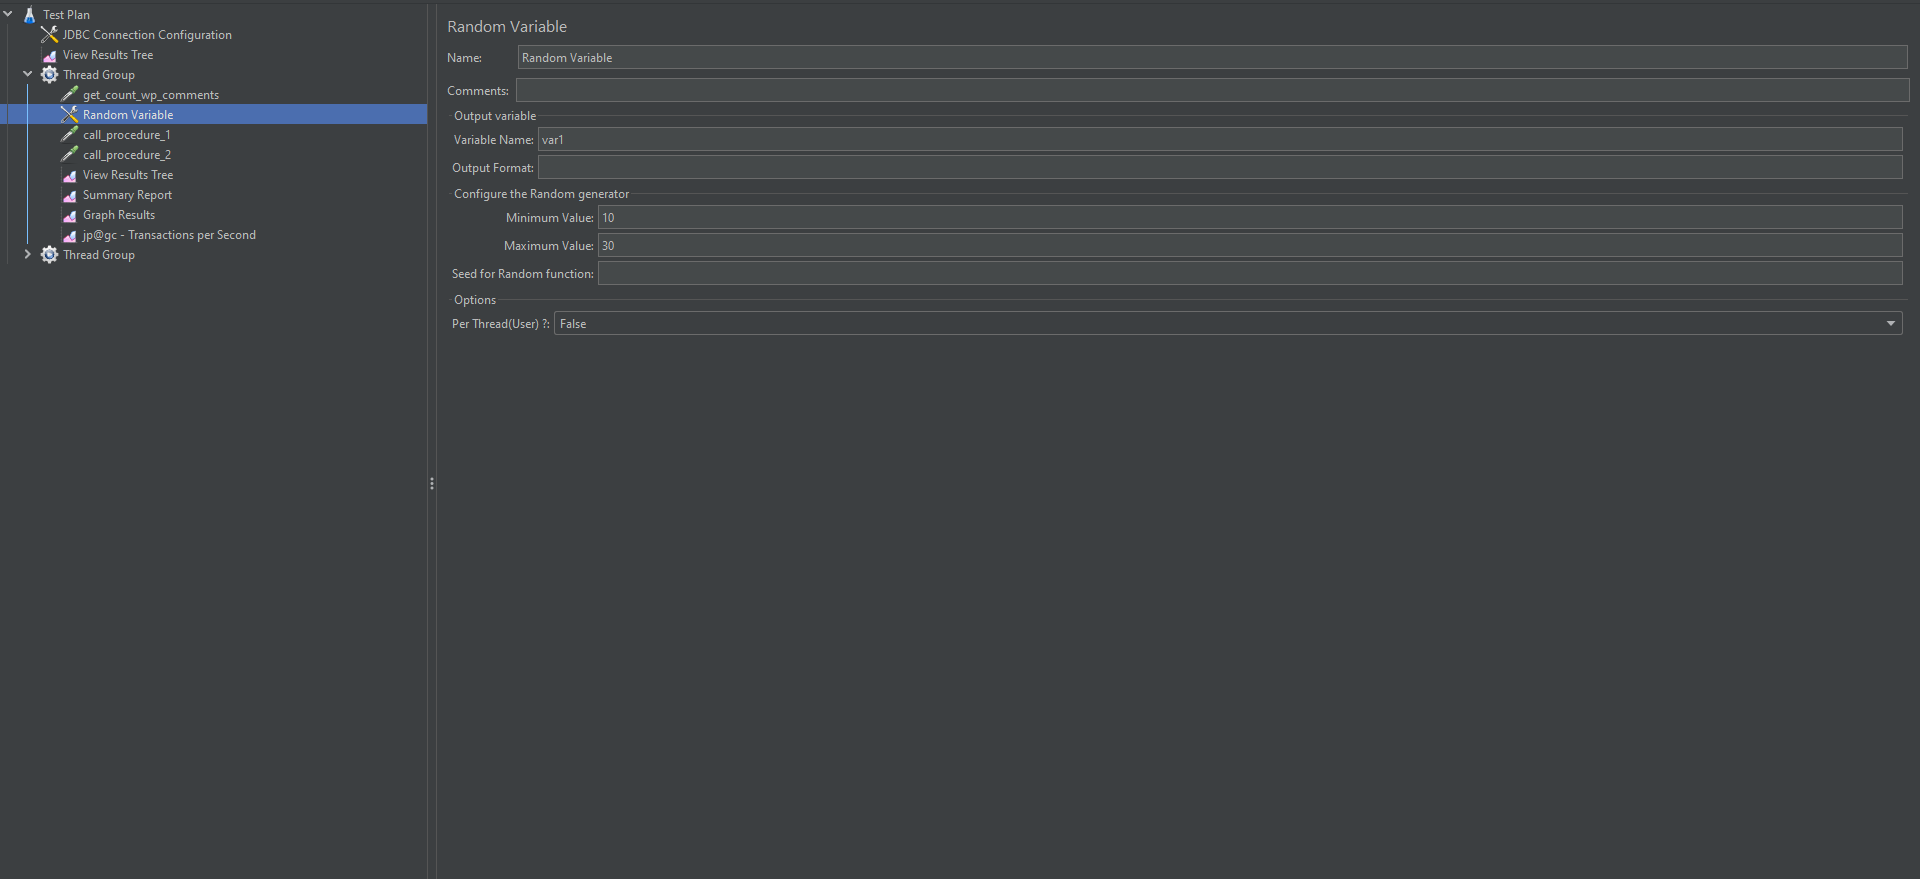 Test Plan
JDBC Connection Configuration
View Results Tree
Thread Group
get_count_wp_comments
Random Variable
call_procedure_1
call_procedure_2
View Results Tree
Summary Report
Graph Results
jp@gc - Transactions per Second
Thread Group
Random Variable
Name: Random Variable
Comments:
Output variable
Variable Name: var1
Output Format:
Configure the Random generator
Minimum Value: 10
Maximum Value: 30
Seed for Random function:
Options
Per Thread(User) ?: False